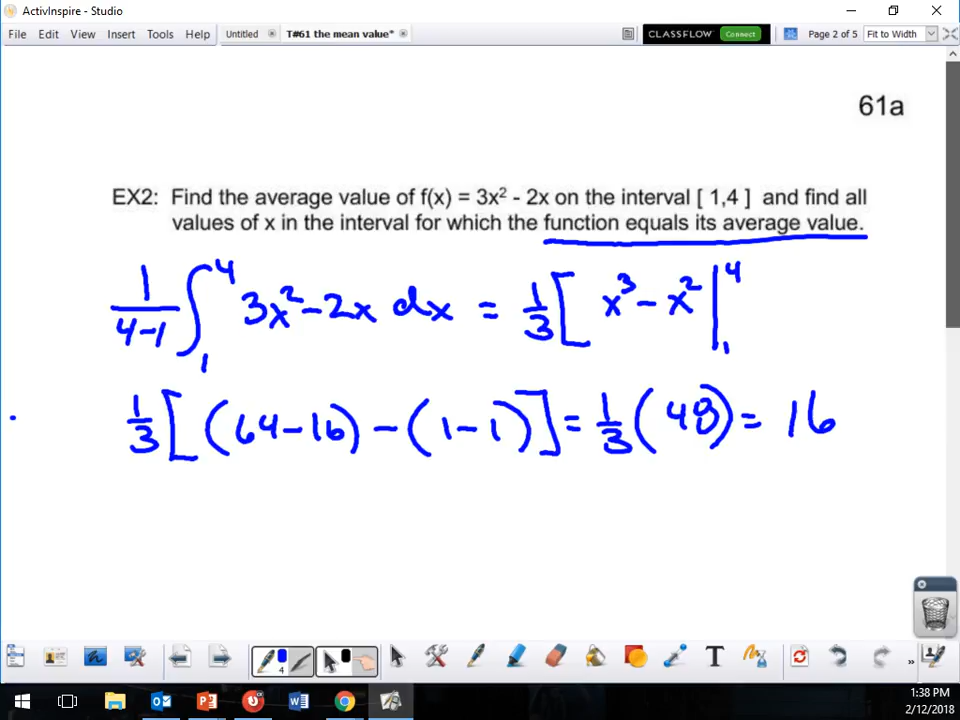 ActivInspire - Studio
File Edit View Insert Tools Help Untitled T#61 the mean value* CLASSFLOW Connect Page 2 of 5 Fit to Width
61a
EX2: Find the average value of f(x) = 3x² - 2x on the interval [ 1,4 ] and find all
values of x in the interval for which the function equals its average value.
1/(4-1) ∫₁⁴ 3x² - 2x dx = 1/3 [ x³ - x² |₁⁴
1/3 [ (64-16) - (1-1) ] = 1/3 (48) = 16
4
T
»
1:38 PM
2/12/2018